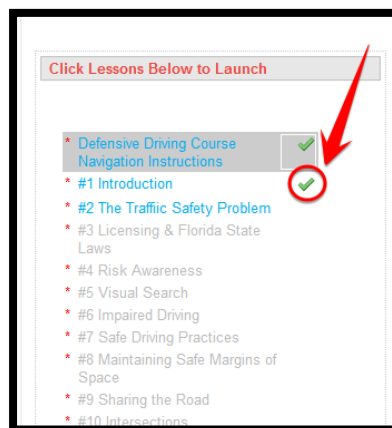 Click Lessons Below to Launch
* Defensive Driving Course
Navigation Instructions
* #1 Introduction
* #2 The Traffiic Safety Problem
* #3 Licensing & Florida State
Laws
* #4 Risk Awareness
* #5 Visual Search
* #6 Impaired Driving
* #7 Safe Driving Practices
* #8 Maintaining Safe Margins of
Space
* #9 Sharing the Road
* #10 Intersections